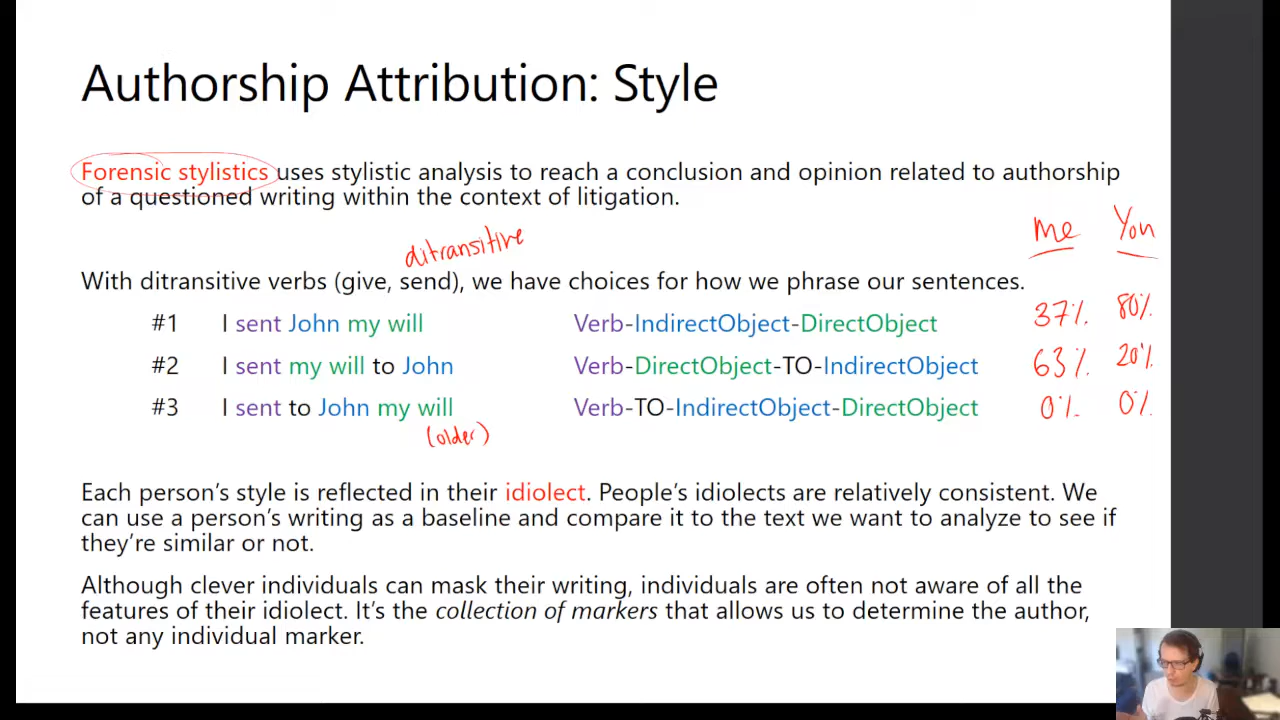 Authorship Attribution: Style
Forensic stylistics uses stylistic analysis to reach a conclusion and opinion related to authorship
of a questioned writing within the context of litigation.
Me You
ditransitive
With ditransitive verbs (give, send), we have choices for how we phrase our sentences.
#1 I sent John my will Verb-IndirectObject-DirectObject 37% 80%
#2 I sent my will to John Verb-DirectObject-TO-IndirectObject 63% 20%
#3 I sent to John my will Verb-TO-IndirectObject-DirectObject 0% 0%
(older)
Each person's style is reflected in their idiolect. People's idiolects are relatively consistent. We
can use a person's writing as a baseline and compare it to the text we want to analyze to see if
they're similar or not.
Although clever individuals can mask their writing, individuals are often not aware of all the
features of their idiolect. It's the collection of markers that allows us to determine the author,
not any individual marker.